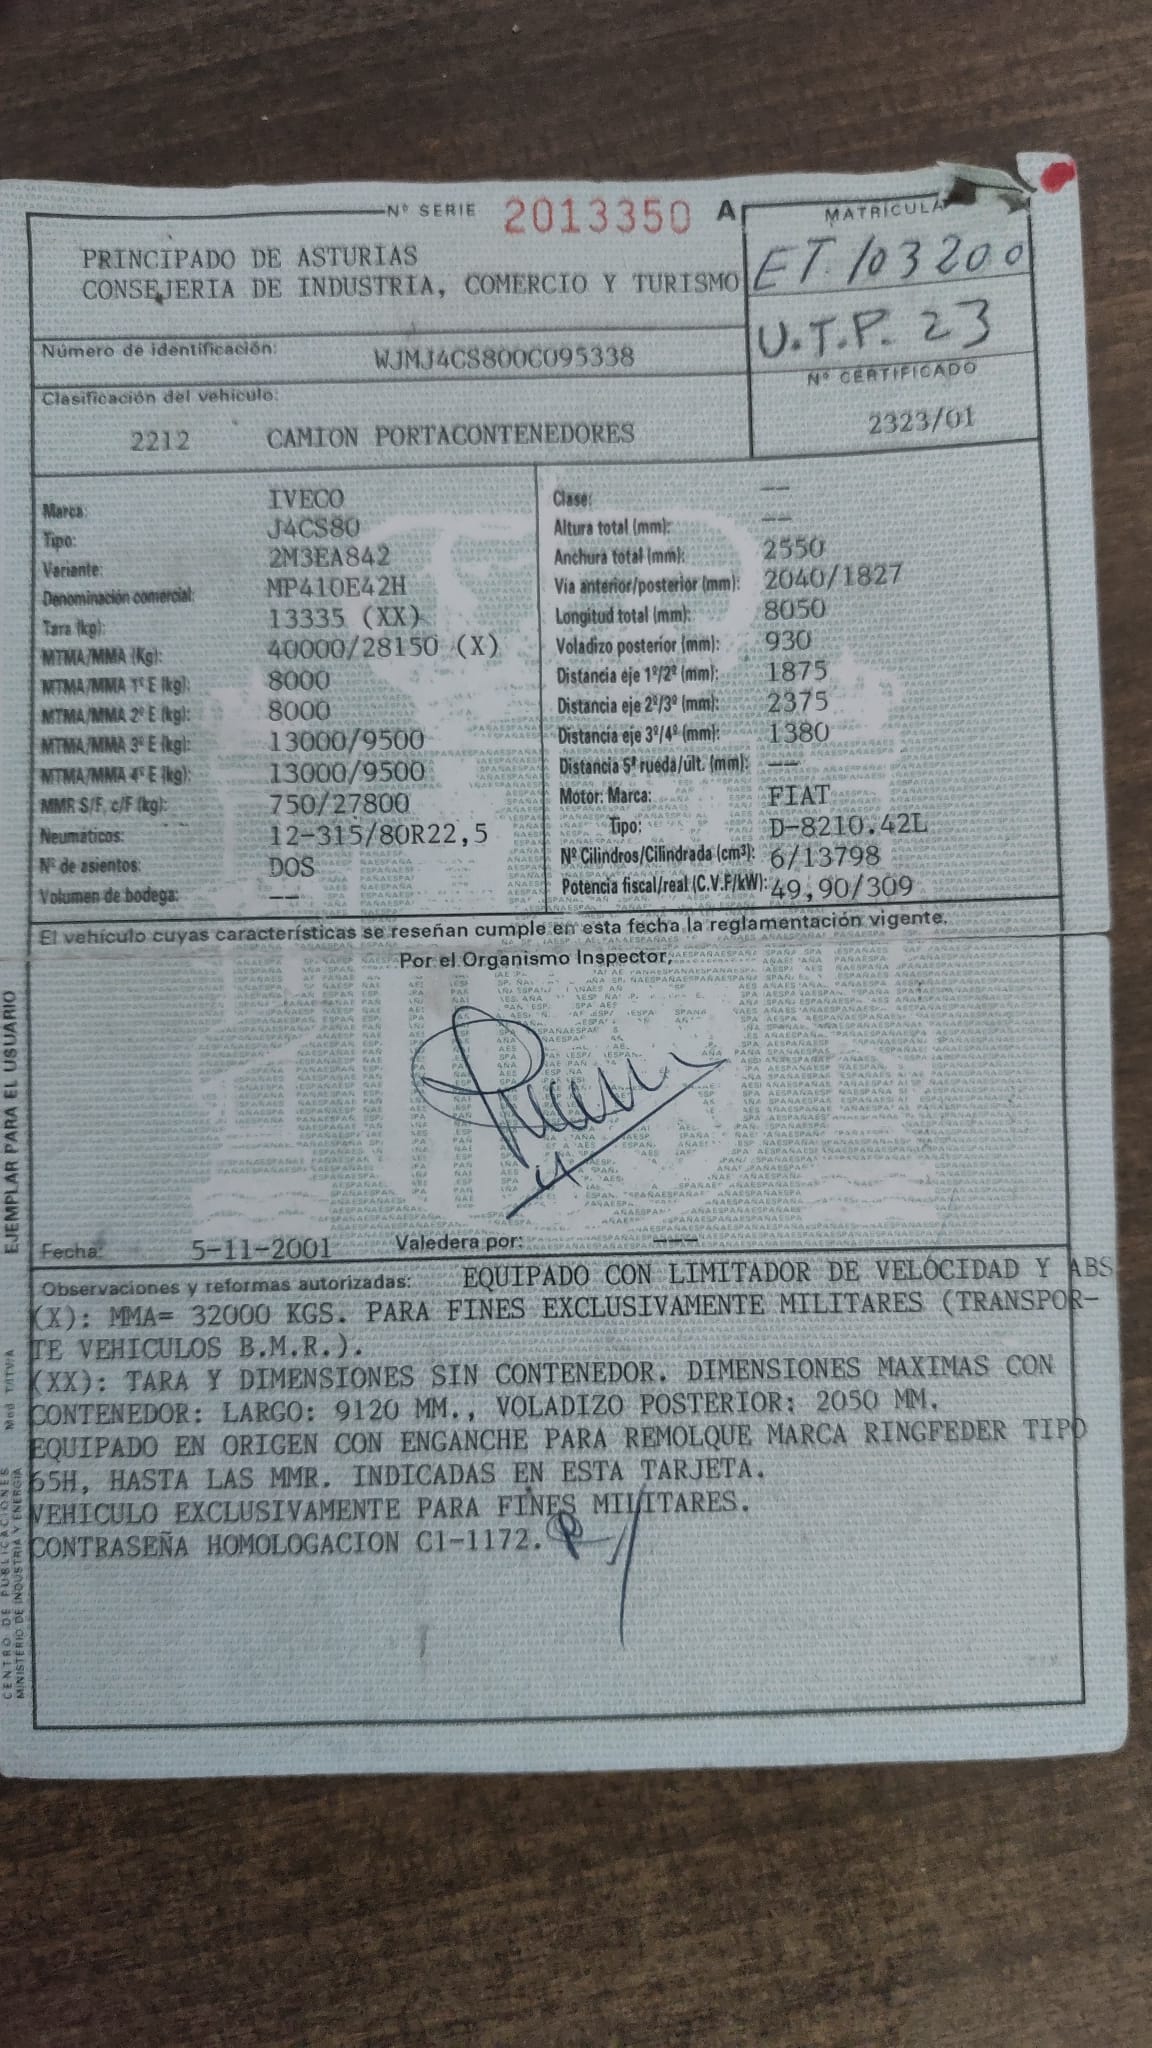 Nº SERIE 2013350 A
MATRICULA
PRINCIPADO DE ASTURIAS
CONSEJERIA DE INDUSTRIA, COMERCIO Y TURISMO
ET. 103200
U.T.P. 23
Número de identificación: WJMJ4CS800C095338
Nº CERTIFICADO
2323/01
Clasificación del vehículo:
2212 CAMION PORTACONTENEDORES
Marca: IVECO
Tipo: J4CS80
Variante: 2M3EA842
Denominación comercial: MP410E42H
Tara (kg): 13335 (XX)
MTMA/MMA (Kg): 40000/28150 (X)
MTMA/MMA 1º E (kg): 8000
MTMA/MMA 2º E (kg): 8000
MTMA/MMA 3º E (kg): 13000/9500
MTMA/MMA 4º E (kg): 13000/9500
MMR S/F, c/F (kg): 750/27800
Neumáticos: 12-315/80R22,5
Nº de asientos: DOS
Volumen de bodega: --
Clase: --
Altura total (mm): --
Anchura total (mm): 2550
Vía anterior/posterior (mm): 2040/1827
Longitud total (mm): 8050
Voladizo posterior (mm): 930
Distancia eje 1º/2º (mm): 1875
Distancia eje 2º/3º (mm): 2375
Distancia eje 3º/4º (mm): 1380
Distancia 5ª rueda/últ. (mm): --
Motor: Marca: FIAT
Tipo: D-8210.42L
Nº Cilindros/Cilindrada (cm³): 6/13798
Potencia fiscal/real (C.V.F/kW): 49,90/309
El vehículo cuyas características se reseñan cumple en esta fecha la reglamentación vigente.
Por el Organismo Inspector,
Fecha: 5-11-2001 Valedera por: ---
Observaciones y reformas autorizadas: EQUIPADO CON LIMITADOR DE VELOCIDAD Y ABS
(X): MMA= 32000 KGS. PARA FINES EXCLUSIVAMENTE MILITARES (TRANSPOR-
TE VEHICULOS B.M.R.).
(XX): TARA Y DIMENSIONES SIN CONTENEDOR. DIMENSIONES MAXIMAS CON
CONTENEDOR: LARGO: 9120 MM., VOLADIZO POSTERIOR: 2050 MM.
EQUIPADO EN ORIGEN CON ENGANCHE PARA REMOLQUE MARCA RINGFEDER TIPO
65H, HASTA LAS MMR. INDICADAS EN ESTA TARJETA.
VEHICULO EXCLUSIVAMENTE PARA FINES MILITARES.
CONTRASEÑA HOMOLOGACION C1-1172.
EJEMPLAR PARA EL USUARIO
CENTRO DE PUBLICACIONES
MINISTERIO DE INDUSTRIA Y ENERGIA